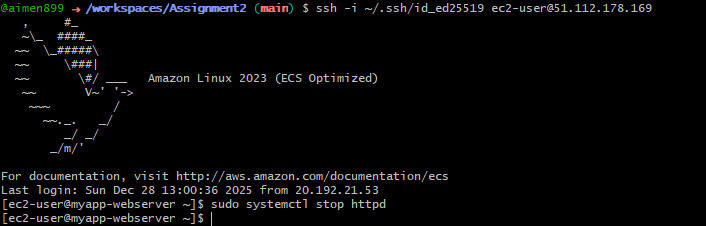 @aimen899 ➜ /workspaces/Assignment2 (main) $ ssh -i ~/.ssh/id_ed25519 ec2-user@51.112.178.169
   ,     #_
   ~\_  ####_
  ~~  \_#####\
  ~~     \###|
  ~~       \#/ ___   Amazon Linux 2023 (ECS Optimized)
   ~~       V~' '->
    ~~~         /
      ~~._.   _/
         _/ _/
       _/m/'
For documentation, visit http://aws.amazon.com/documentation/ecs
Last login: Sun Dec 28 13:00:36 2025 from 20.192.21.53
[ec2-user@myapp-webserver ~]$ sudo systemctl stop httpd
[ec2-user@myapp-webserver ~]$